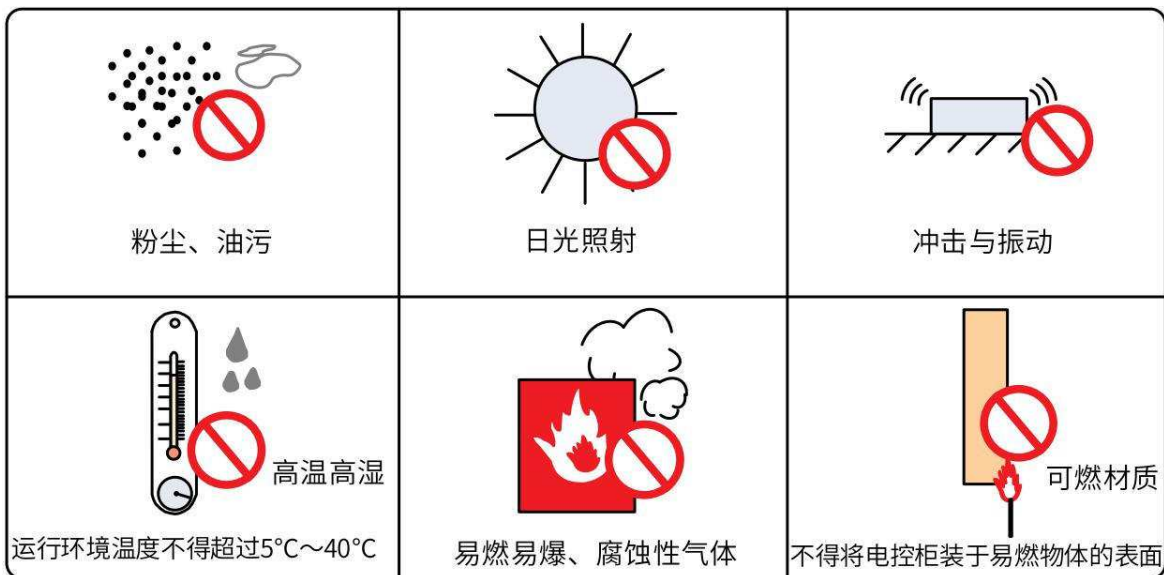 粉尘、油污
日光照射
冲击与振动
高温高湿
运行环境温度不得超过5℃～40℃
易燃易爆、腐蚀性气体
可燃材质
不得将电控柜装于易燃物体的表面